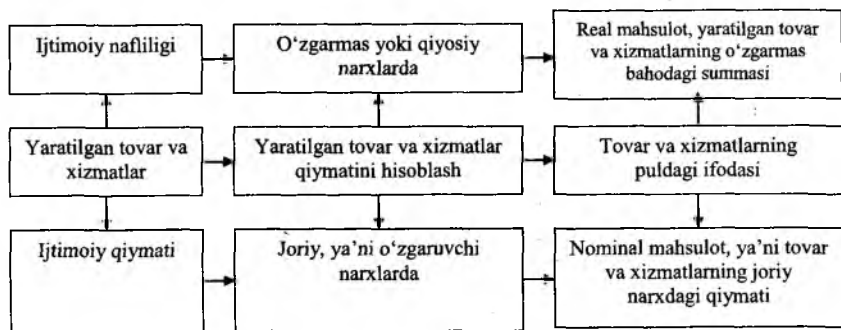 Ijtimoiy nafliligi
O‘zgarmas yoki qiyosiy
narxlarda
Real mahsulot, yaratilgan tovar
va xizmatlarning o‘zgarmas
bahodagi summasi
Yaratilgan tovar va
xizmatlar
Yaratilgan tovar va xizmatlar
qiymatini hisoblash
Tovar va xizmatlarning
puldagi ifodasi
Ijtimoiy qiymati
Joriy, ya’ni o‘zgaruvchi
narxlarda
Nominal mahsulot, ya’ni tovar
va xizmatlarning joriy
narxdagi qiymati